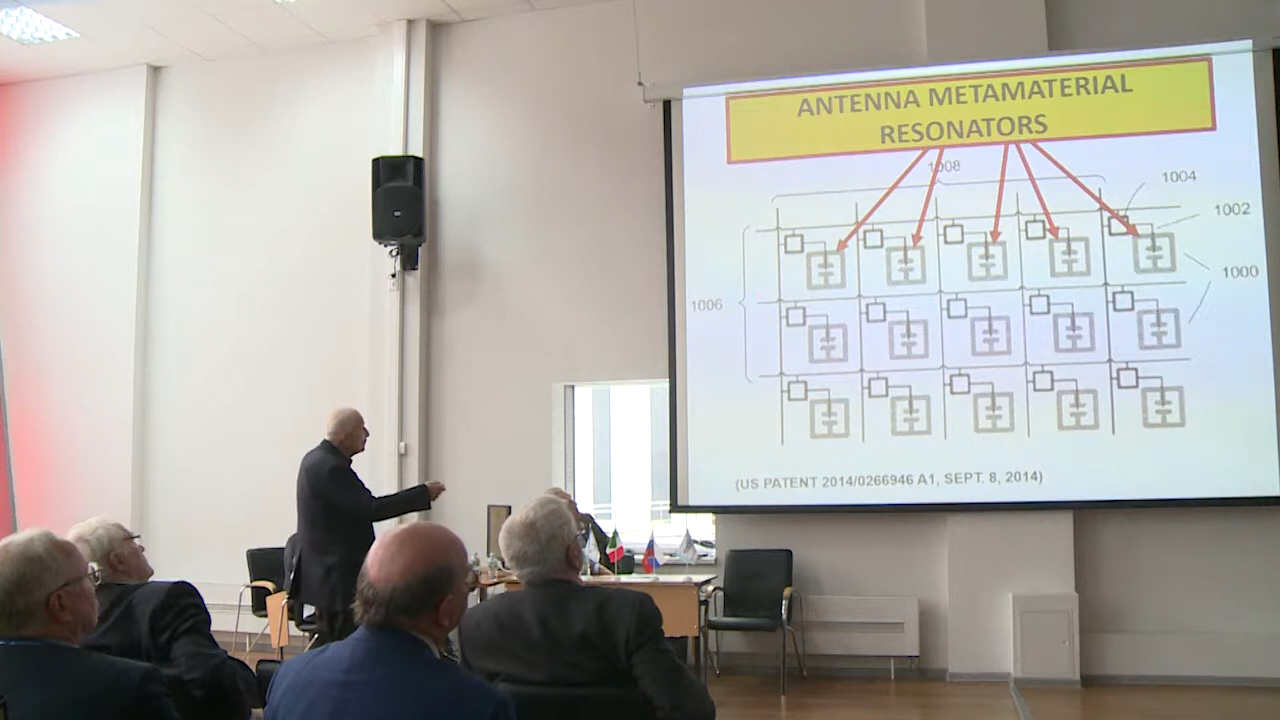 ANTENNA METAMATERIAL
RESONATORS
1008
1004
1002
1000
1006
(US PATENT 2014/0266946 A1, SEPT. 8, 2014)